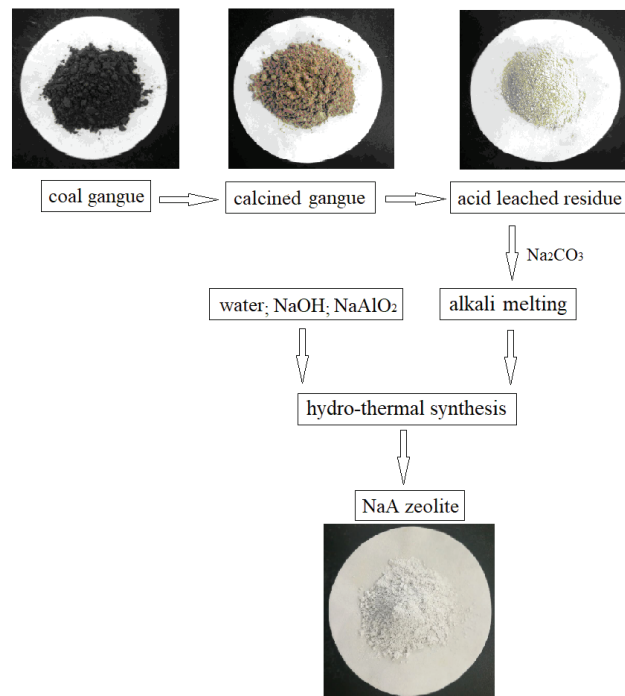 coal gangue
calcined gangue
acid leached residue
Na₂CO₃
water; NaOH; NaAlO₂
alkali melting
hydro-thermal synthesis
NaA zeolite